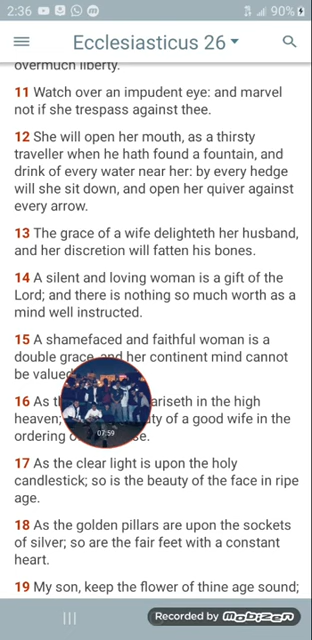 2:36
90%
Ecclesiasticus 26
overmuch liberty.
11 Watch over an impudent eye: and marvel
not if she trespass against thee.
12 She will open her mouth, as a thirsty
traveller when he hath found a fountain, and
drink of every water near her: by every hedge
will she sit down, and open her quiver against
every arrow.
13 The grace of a wife delighteth her husband,
and her discretion will fatten his bones.
14 A silent and loving woman is a gift of the
Lord; and there is nothing so much worth as a
mind well instructed.
15 A shamefaced and faithful woman is a
double grace, and her continent mind cannot
be valued
16 As ariseth in the high
heaven; of a good wife in the
ordering
07:59
17 As the clear light is upon the holy
candlestick; so is the beauty of the face in ripe
age.
18 As the golden pillars are upon the sockets
of silver; so are the fair feet with a constant
heart.
19 My son, keep the flower of thine age sound;
Recorded by mobizen